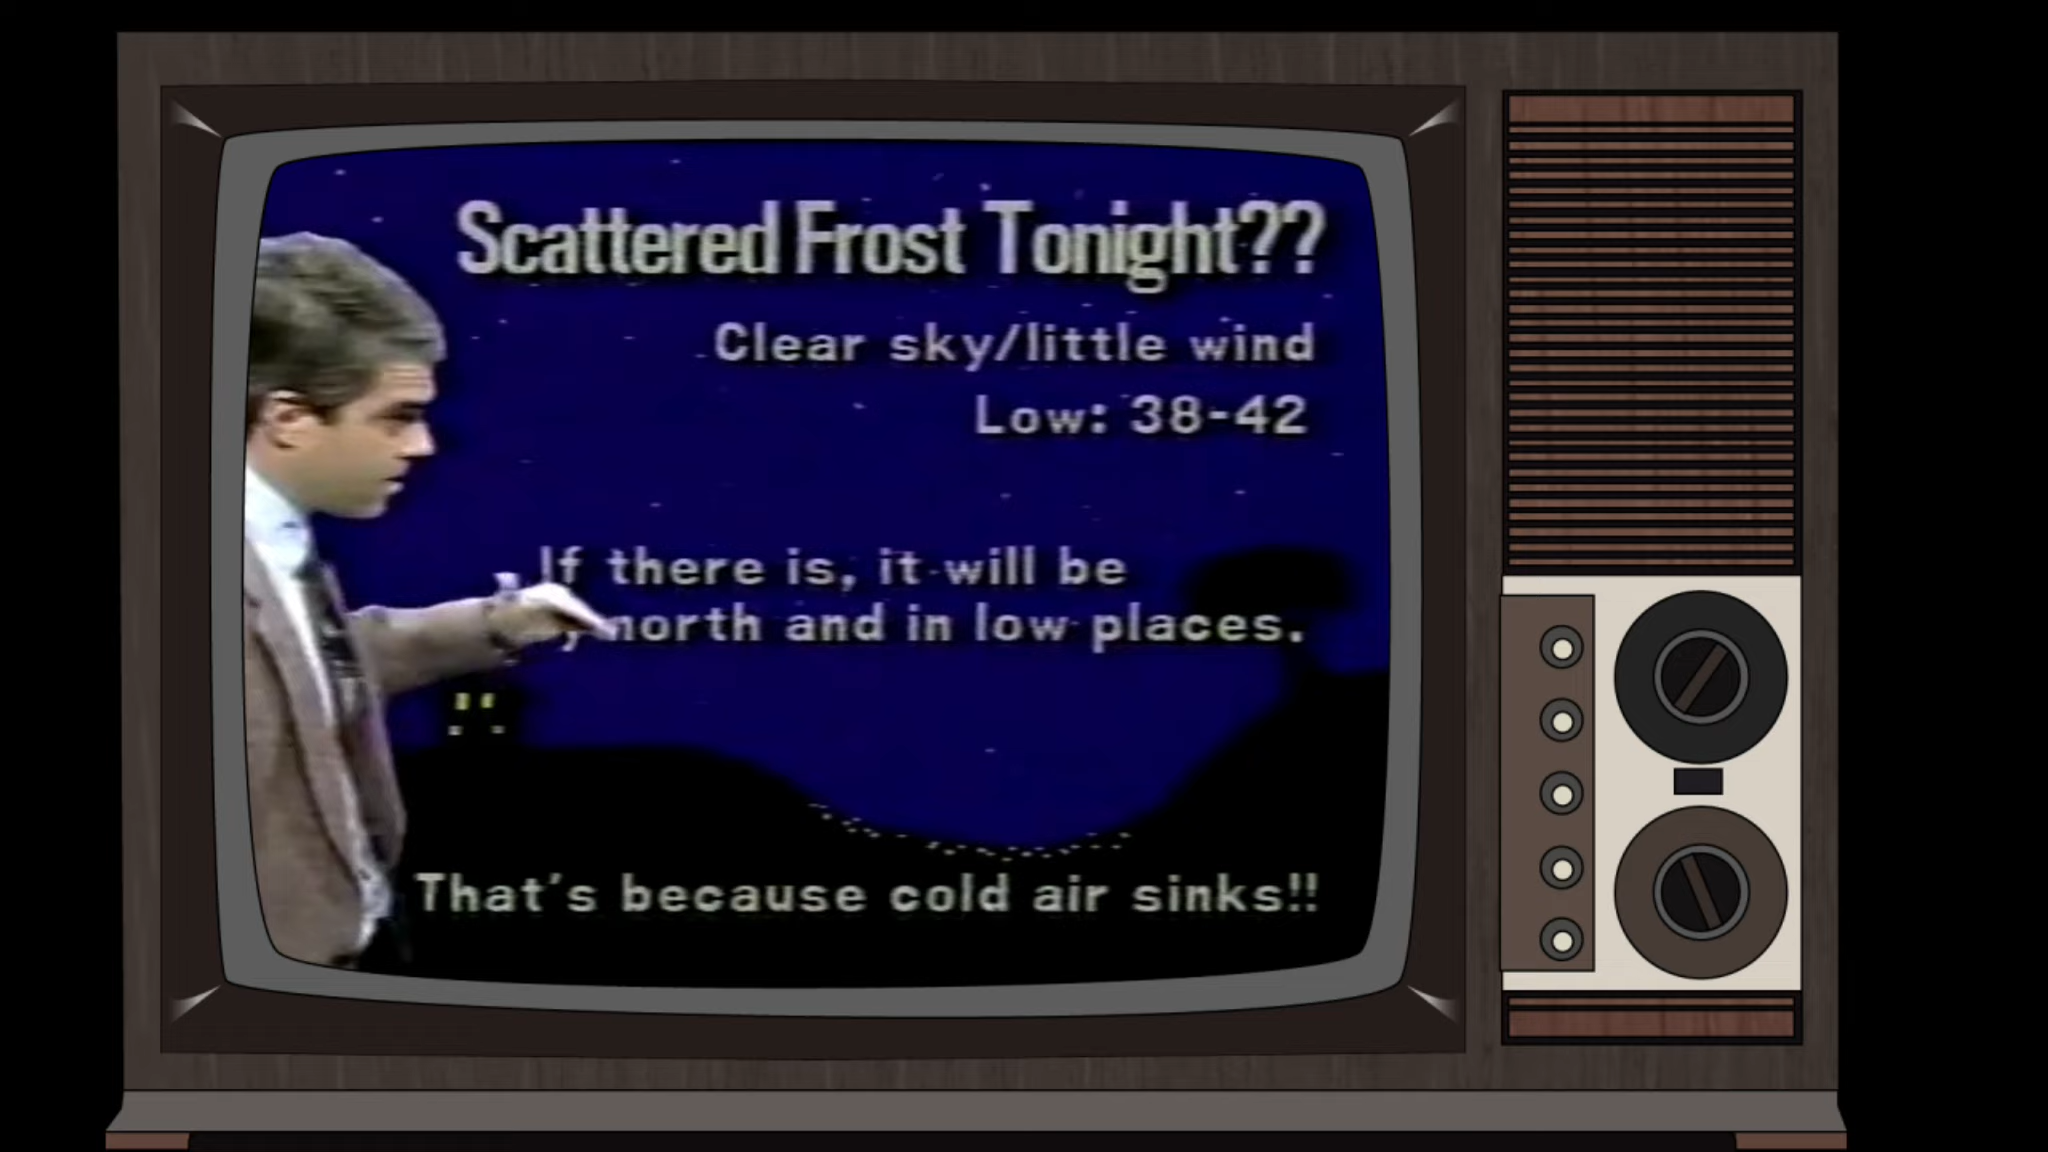 Scattered Frost Tonight??
Clear sky/little wind
Low: 38-42
If there is, it will be
north and in low places.
That's because cold air sinks!!